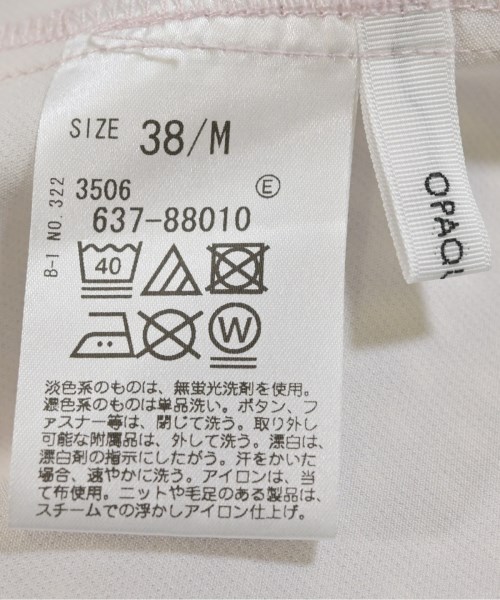 SIZE 38/M
B-I NO.322
3506 Ⓔ
637-88010
40
W
淡色系のものは、無蛍光洗剤を使用。
濃色系のものは単品洗い。ボタン、フ
ァスナー等は、閉じて洗う。取り外し
可能な附属品は、外して洗う。漂白は、
漂白剤の指示にしたがう。汗をかいた
場合、速やかに洗う。アイロンは、当
て布使用。ニットや毛足のある製品は、
スチームでの浮かしアイロン仕上げ。
OPAQU